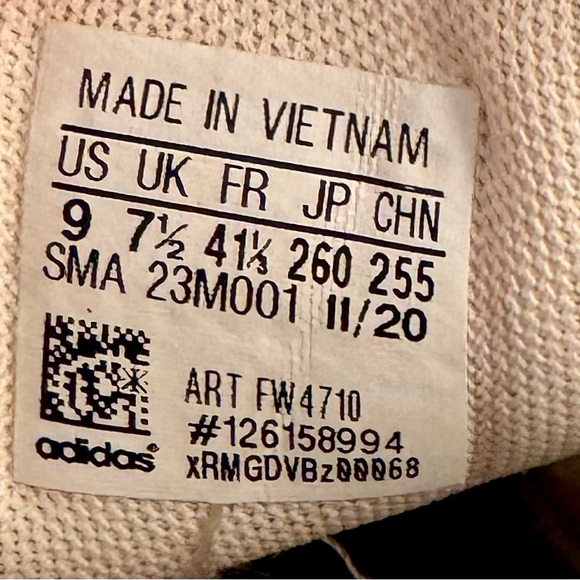 MADE IN VIETNAM
US UK FR JP CHN
9 7½ 41⅓ 260 255
SMA 23M001 11/20
ART FW4710
#126158994
adidas®
xRMGDVBz00068